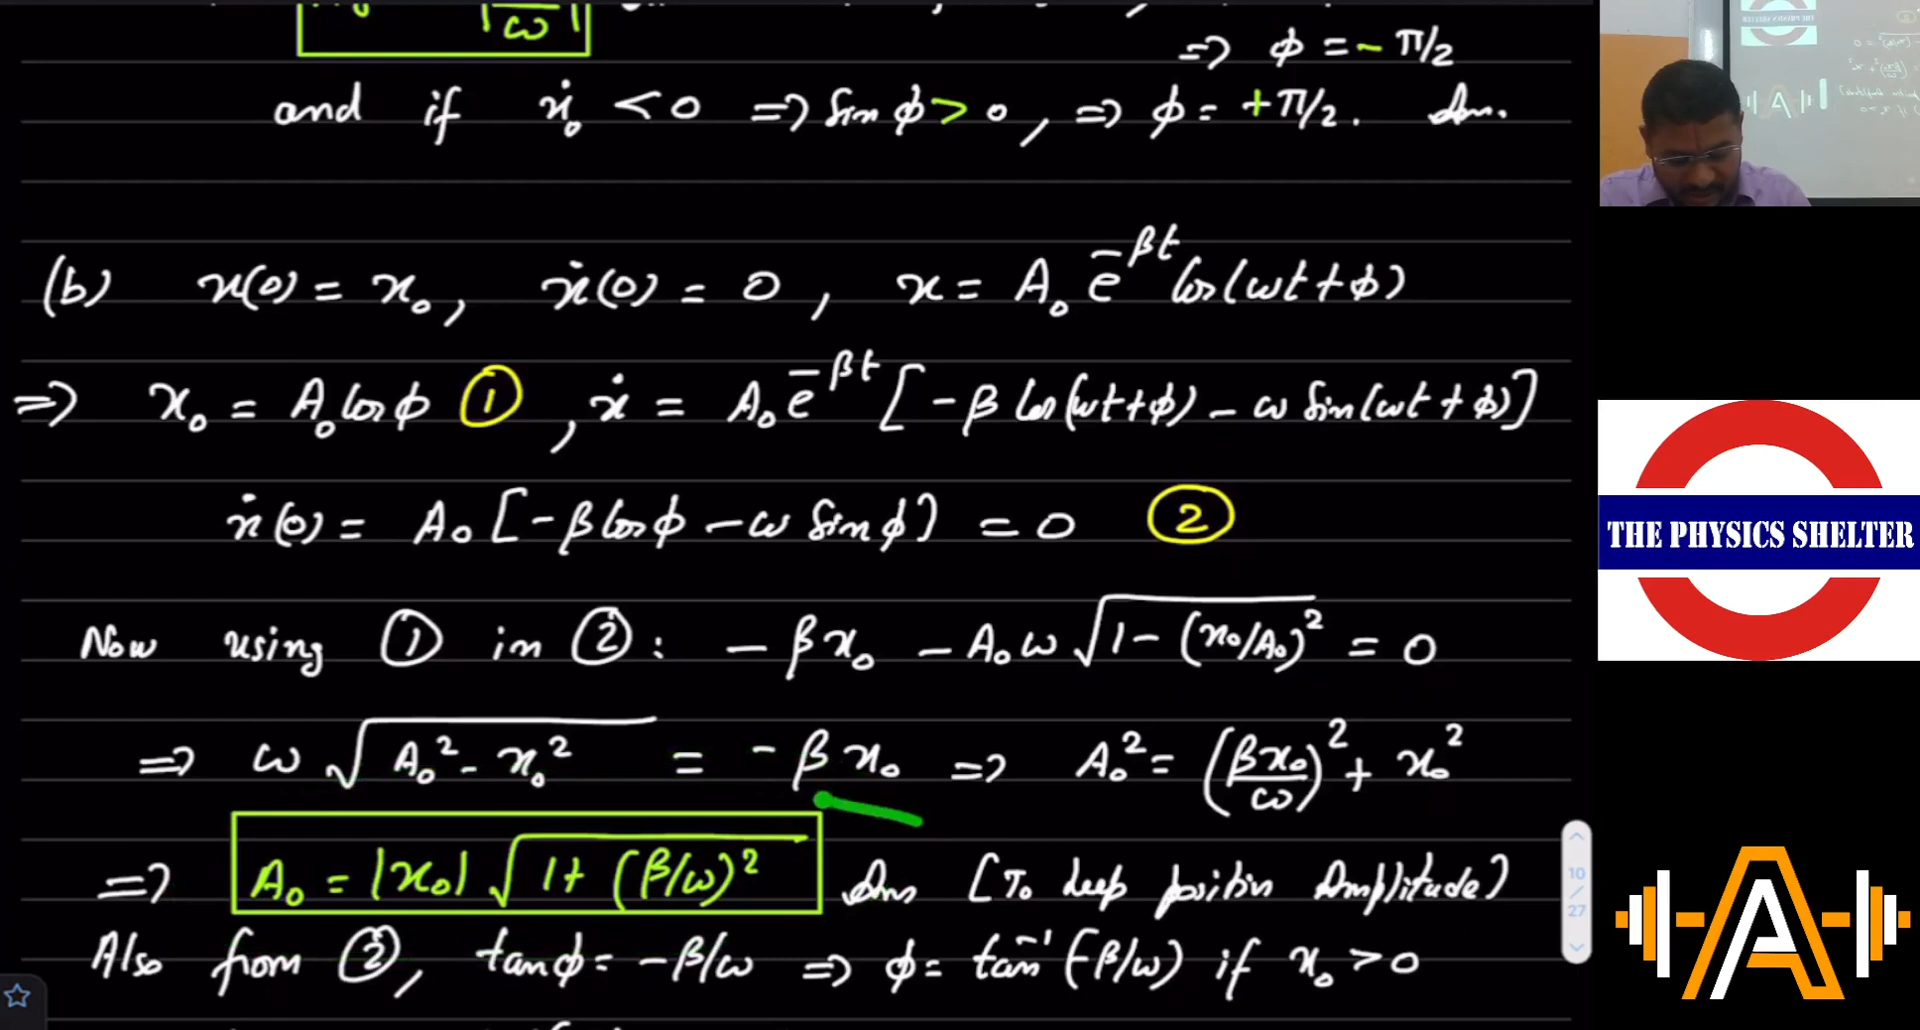 ω
=> φ = - π/2
and if ẋ₀ < 0 => Sin φ > 0, => φ = + π/2. Ans.
(b) x(0) = x₀, ẋ(0) = 0, x = A₀ e^-βt Cos(ωt + φ)
=> x₀ = A₀ Cos φ ①, ẋ = A₀ e^-βt [ - β Cos(ωt + φ) - ω Sin(ωt + φ)]
ẋ(0) = A₀ [-β Cos φ - ω Sin φ] = 0 ②
Now using ① in ② : - βx₀ - A₀ ω √(1 - (x₀/A₀)²) = 0
=> ω √(A₀² - x₀²) = - β x₀ => A₀² = (βx₀/ω)² + x₀²
=> A₀ = |x₀| √(1 + (β/ω)²) Ans [To keep positive Amplitude]
Also from ②, tan φ = - β/ω => φ = tan⁻¹ (-β/ω) if x₀ > 0
10
/
27
THE PHYSICS SHELTER
A